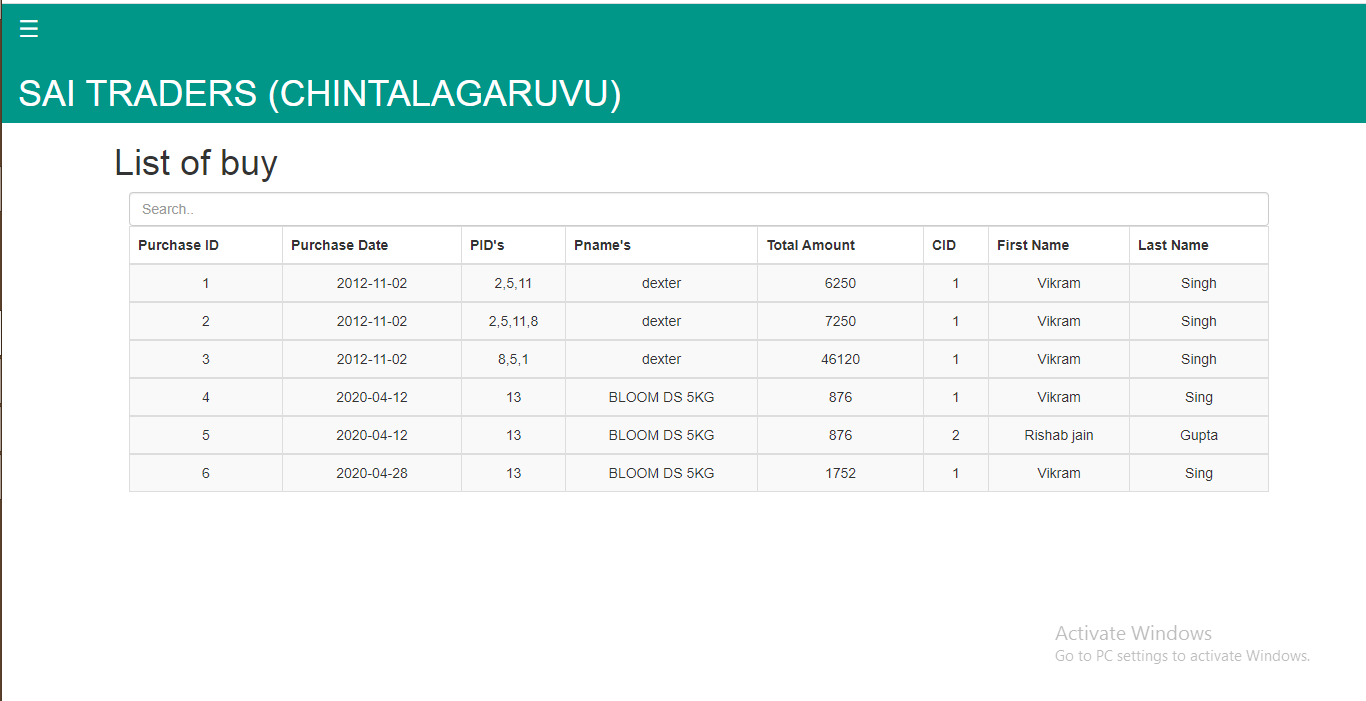 ☰
SAI TRADERS (CHINTALAGARUVU)
List of buy
Search..
Purchase ID Purchase Date PID's Pname's Total Amount CID First Name Last Name
1 2012-11-02 2,5,11 dexter 6250 1 Vikram Singh
2 2012-11-02 2,5,11,8 dexter 7250 1 Vikram Singh
3 2012-11-02 8,5,1 dexter 46120 1 Vikram Singh
4 2020-04-12 13 BLOOM DS 5KG 876 1 Vikram Sing
5 2020-04-12 13 BLOOM DS 5KG 876 2 Rishab jain Gupta
6 2020-04-28 13 BLOOM DS 5KG 1752 1 Vikram Sing
Activate Windows
Go to PC settings to activate Windows.